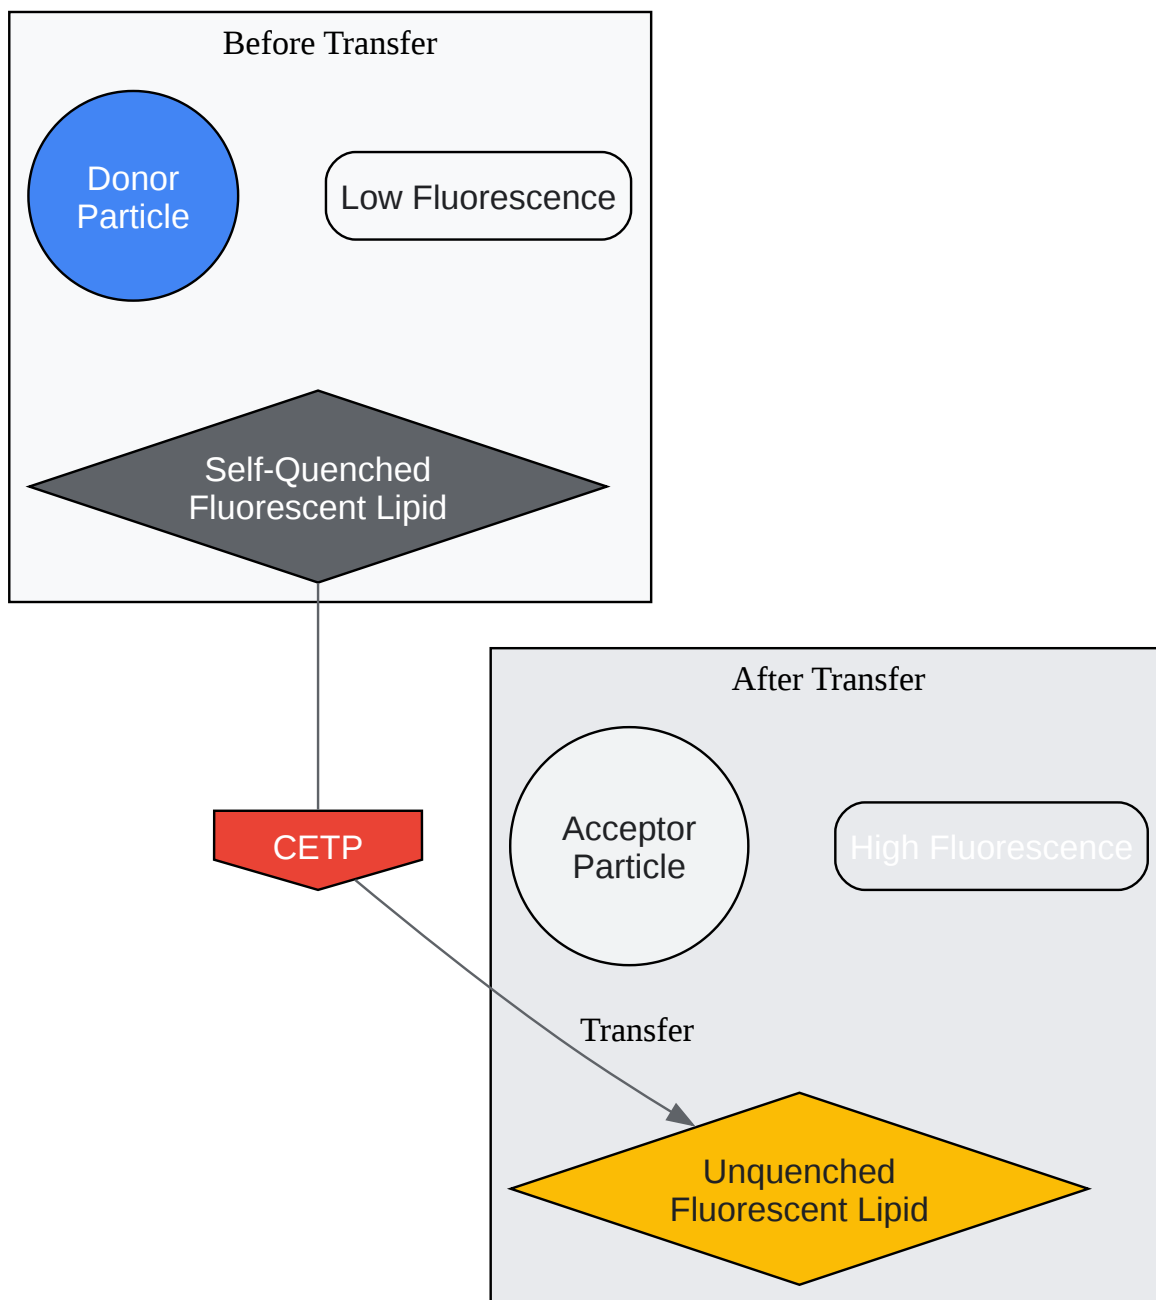 Before Transfer
Donor
Particle
Low Fluorescence
Self-Quenched
Fluorescent Lipid
After Transfer
CETP
Acceptor
Particle
High Fluorescence
Transfer
Unquenched
Fluorescent Lipid